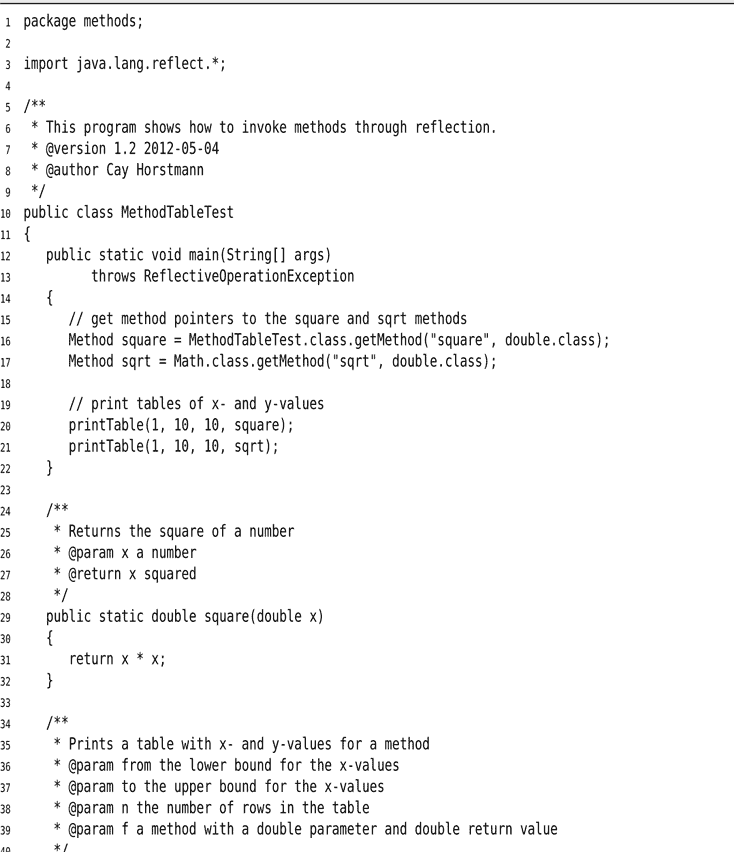 1 package methods;
2
3 import java.lang.reflect.*;
4
5 /**
6  * This program shows how to invoke methods through reflection.
7  * @version 1.2 2012-05-04
8  * @author Cay Horstmann
9  */
10 public class MethodTableTest
11 {
12    public static void main(String[] args)
13          throws ReflectiveOperationException
14    {
15       // get method pointers to the square and sqrt methods
16       Method square = MethodTableTest.class.getMethod("square", double.class);
17       Method sqrt = Math.class.getMethod("sqrt", double.class);
18
19       // print tables of x- and y-values
20       printTable(1, 10, 10, square);
21       printTable(1, 10, 10, sqrt);
22    }
23
24    /**
25     * Returns the square of a number
26     * @param x a number
27     * @return x squared
28     */
29    public static double square(double x)
30    {
31       return x * x;
32    }
33
34    /**
35     * Prints a table with x- and y-values for a method
36     * @param from the lower bound for the x-values
37     * @param to the upper bound for the x-values
38     * @param n the number of rows in the table
39     * @param f a method with a double parameter and double return value
40     */